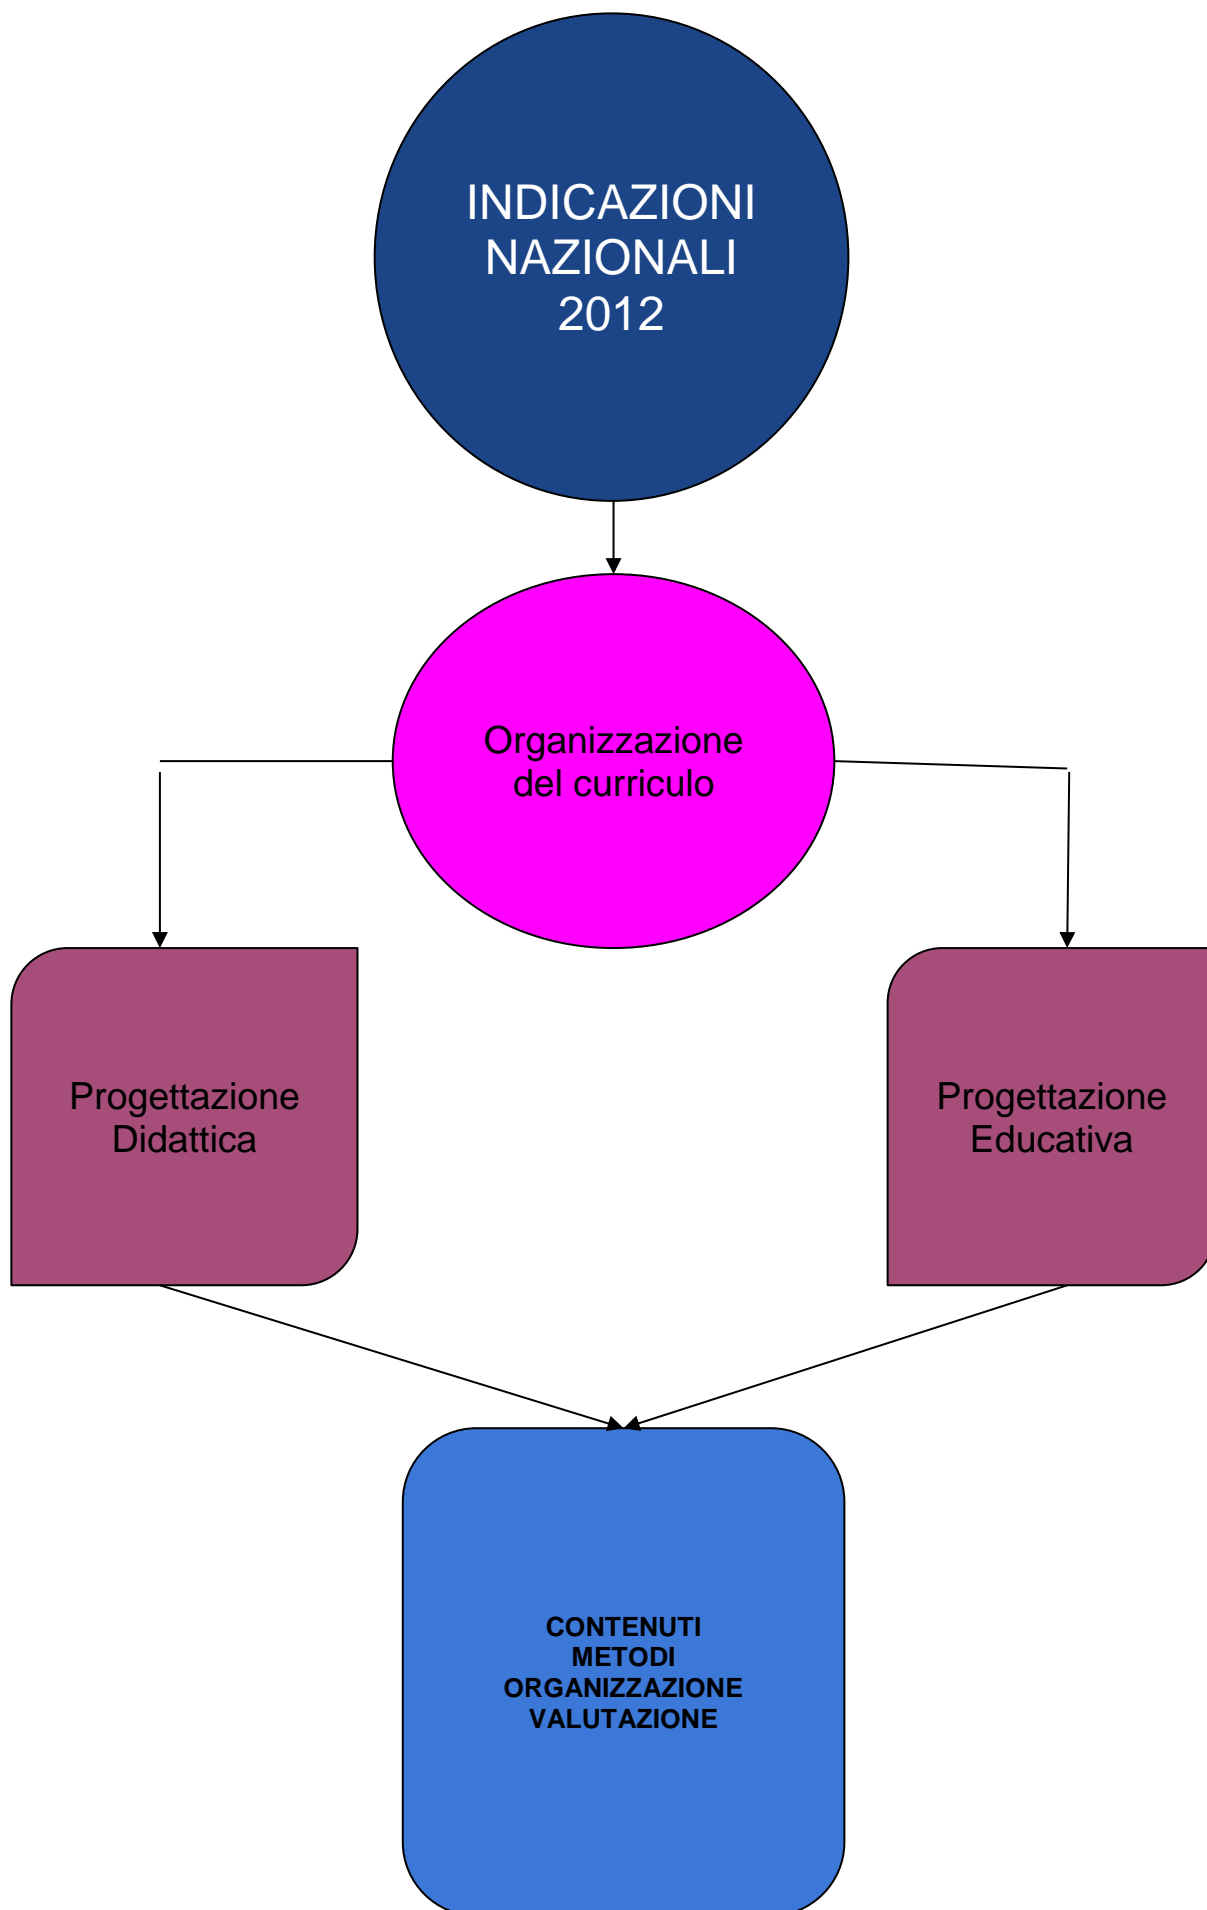 INDICAZIONI
NAZIONALI
2012
Organizzazione
del curriculo
Progettazione
Didattica
Progettazione
Educativa
CONTENUTI
METODI
ORGANIZZAZIONE
VALUTAZIONE